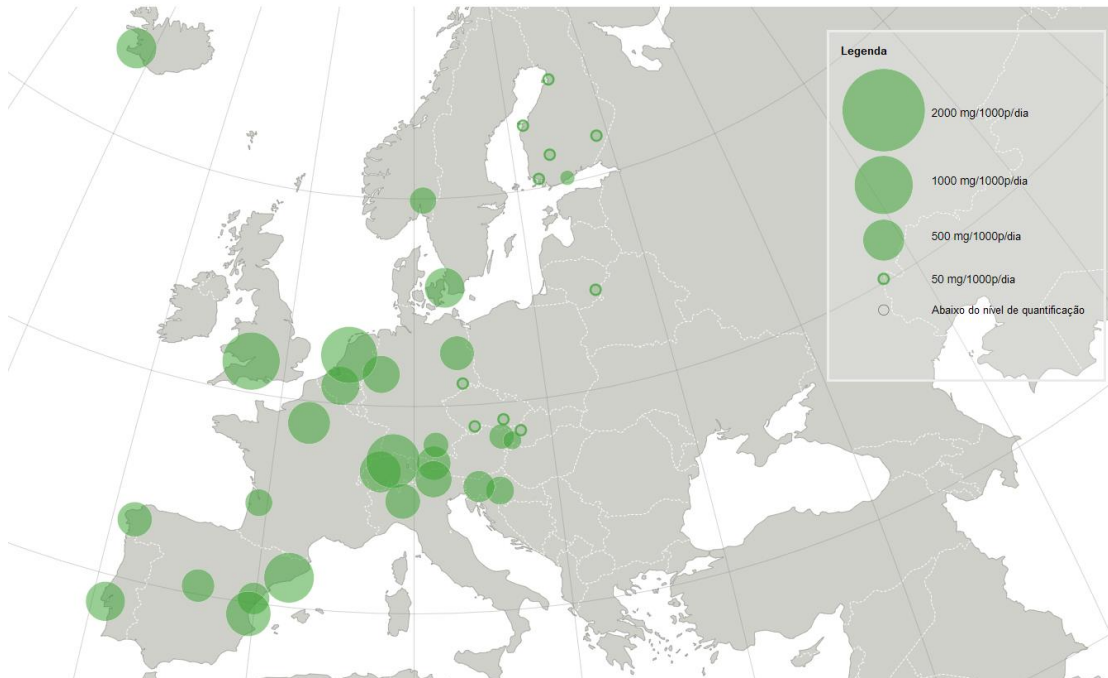 Legenda
2000 mg/1000p/dia
1000 mg/1000p/dia
500 mg/1000p/dia
50 mg/1000p/dia
Abaixo do nível de quantificação